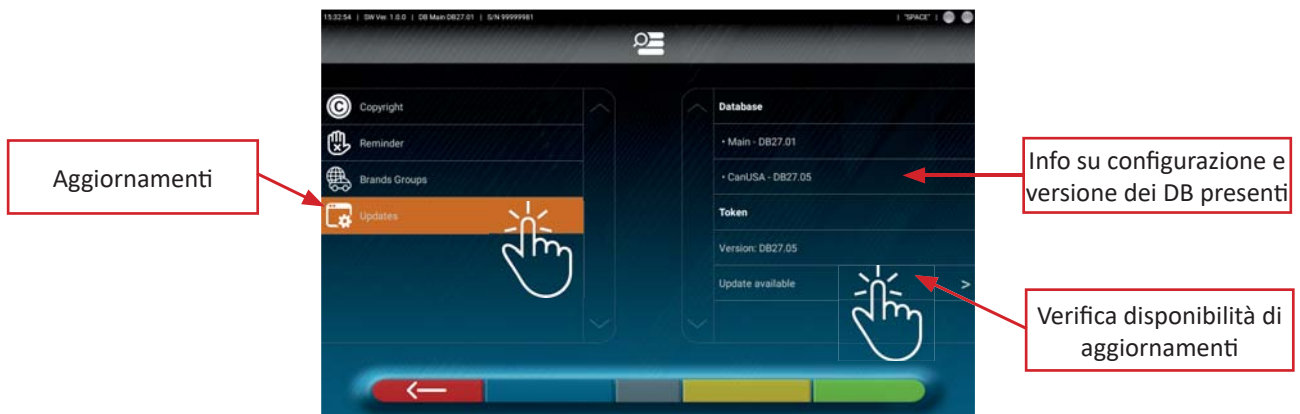 15:32:54 | SW Ver. 1.0.0 | DB Main DB27.01 | S/N 99999981
| "SPACE" |
Copyright
Reminder
Brands Groups
Updates
Database
• Main - DB27.01
• CanUSA - DB27.05
Token
Version: DB27.05
Update available >
Aggiornamenti
Info su configurazione e
versione dei DB presenti
Verifica disponibilità di
aggiornamenti